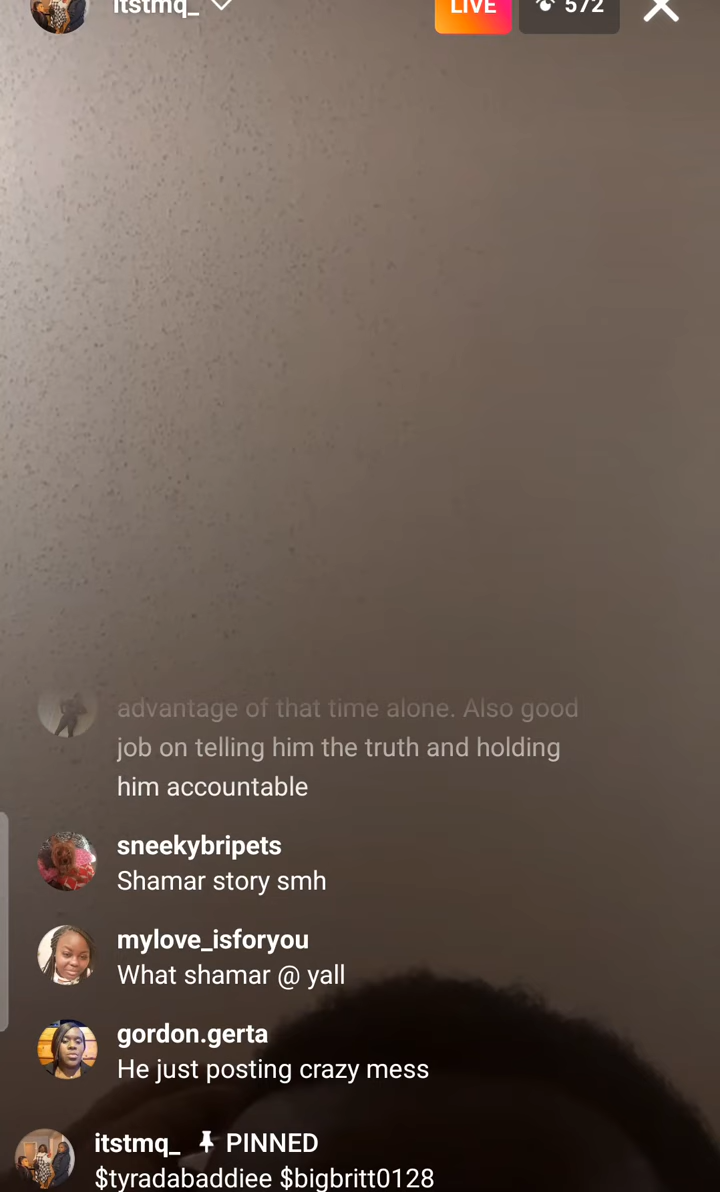 itstmq_
LIVE
572
advantage of that time alone. Also good
job on telling him the truth and holding
him accountable
sneekybripets
Shamar story smh
mylove_isforyou
What shamar @ yall
gordon.gerta
He just posting crazy mess
itstmq_ PINNED
$tyradabaddiee $bigbritt0128